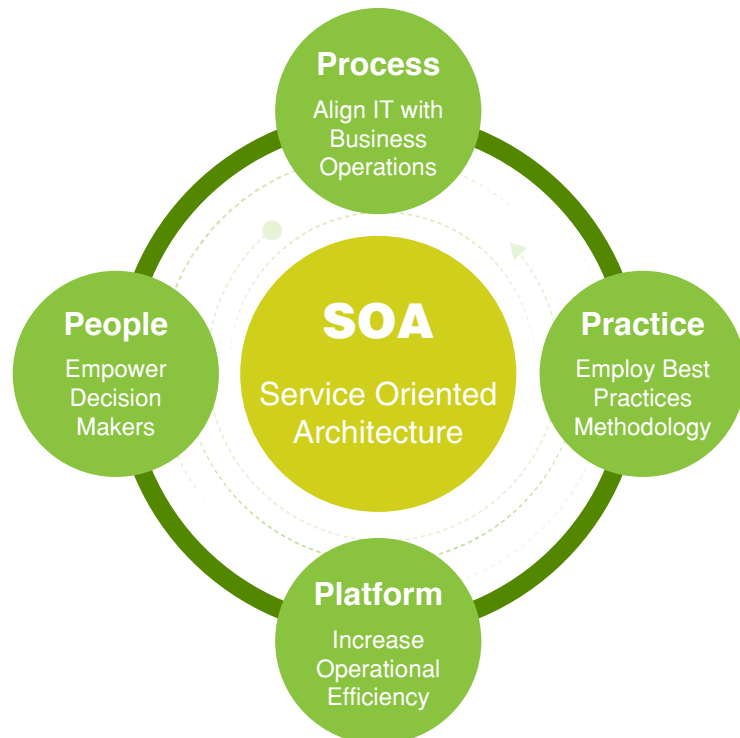 Process
Align IT with
Business
Operations
People
Empower
Decision
Makers
SOA
Service Oriented
Architecture
Practice
Employ Best
Practices
Methodology
Platform
Increase
Operational
Efficiency